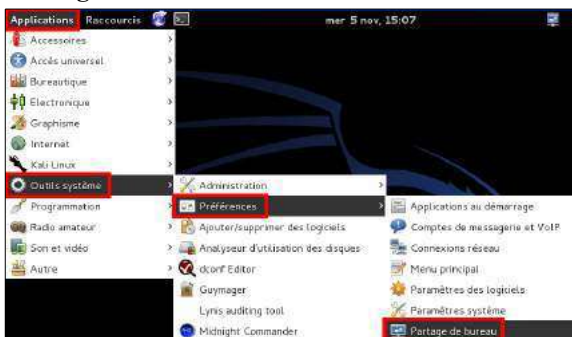 Applications Raccourcis mer 5 nov, 15:07
Accessoires
Accès universel
Bureautique
Electronique
Graphisme
Internet
Kali Linux
Outils système
Programmation
Radio amateur
Son et vidéo
Autre
Administration
Préférences
Ajouter/supprimer des logiciels
Analyseur d'utilisation des disques
dconf Editor
Guymager
Lynis auditing tool
Midnight Commander
Applications au démarrage
Comptes de messagerie et VoIP
Connexions réseau
Menu principal
Paramètres des logiciels
Paramètres système
Partage de bureau